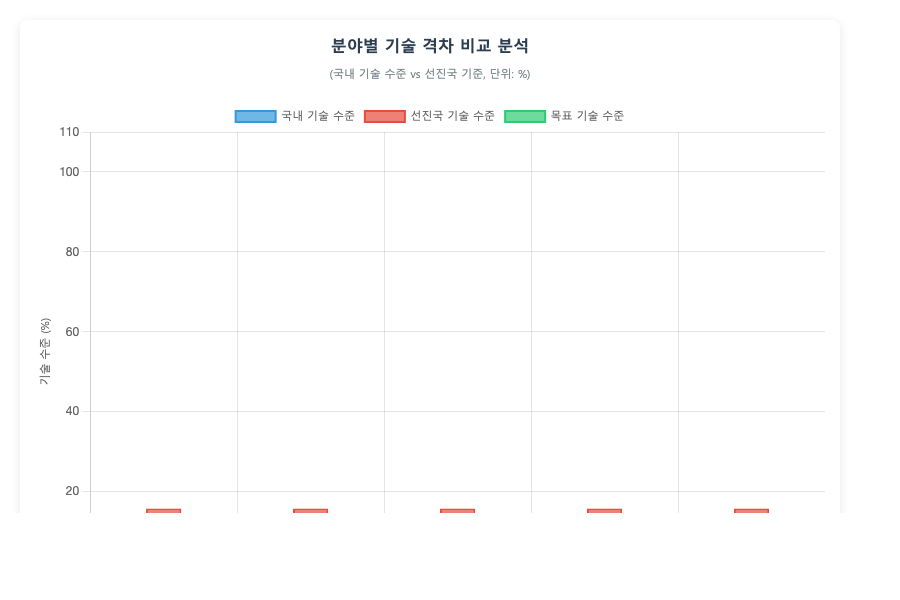 분야별 기술 격차 비교 분석
(국내 기술 수준 vs 선진국 기준, 단위: %)
국내 기술 수준 선진국 기술 수준 목표 기술 수준
110
100
80
기술 수준 (%)
60
40
20